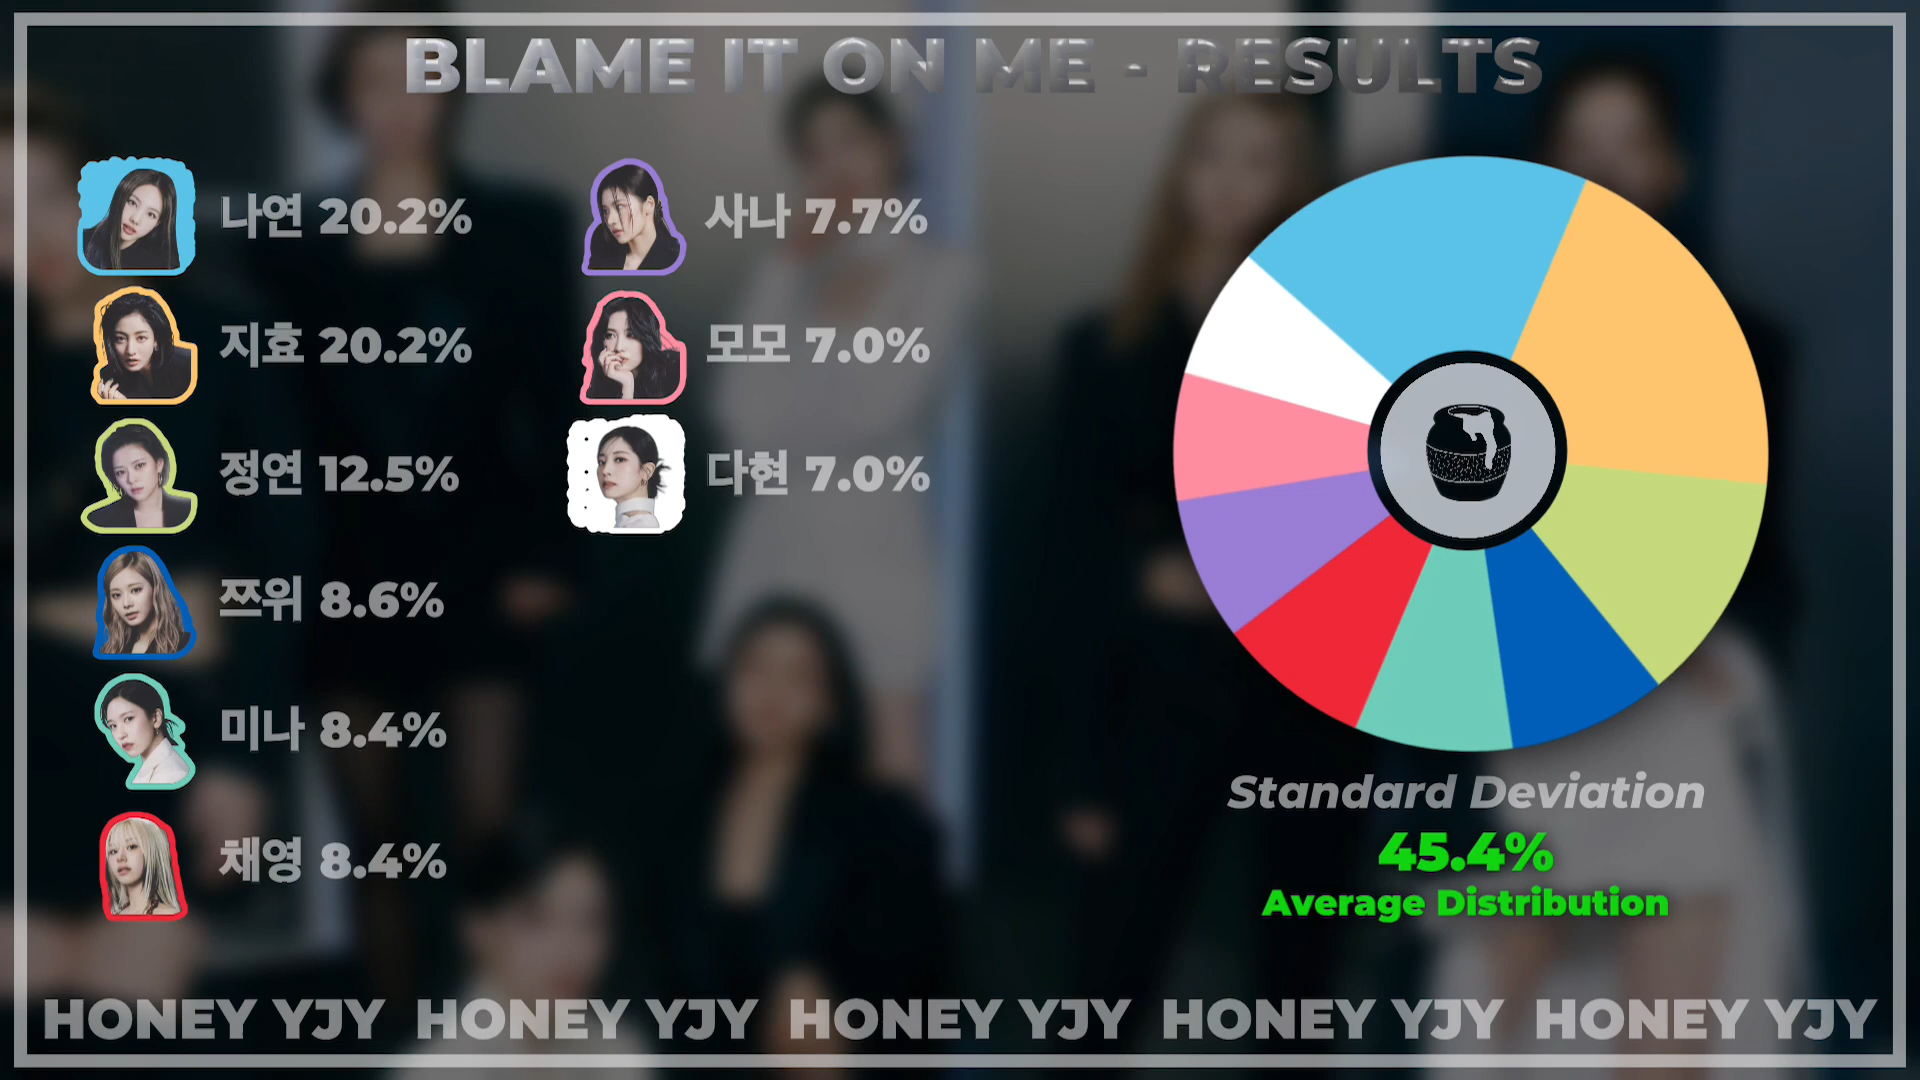 BLAME IT ON ME - RESULTS
나연 20.2%
지효 20.2%
정연 12.5%
쯔위 8.6%
미나 8.4%
채영 8.4%
사나 7.7%
모모 7.0%
다현 7.0%
Standard Deviation
45.4%
Average Distribution
HONEY YJY HONEY YJY HONEY YJY HONEY YJY HONEY YJY